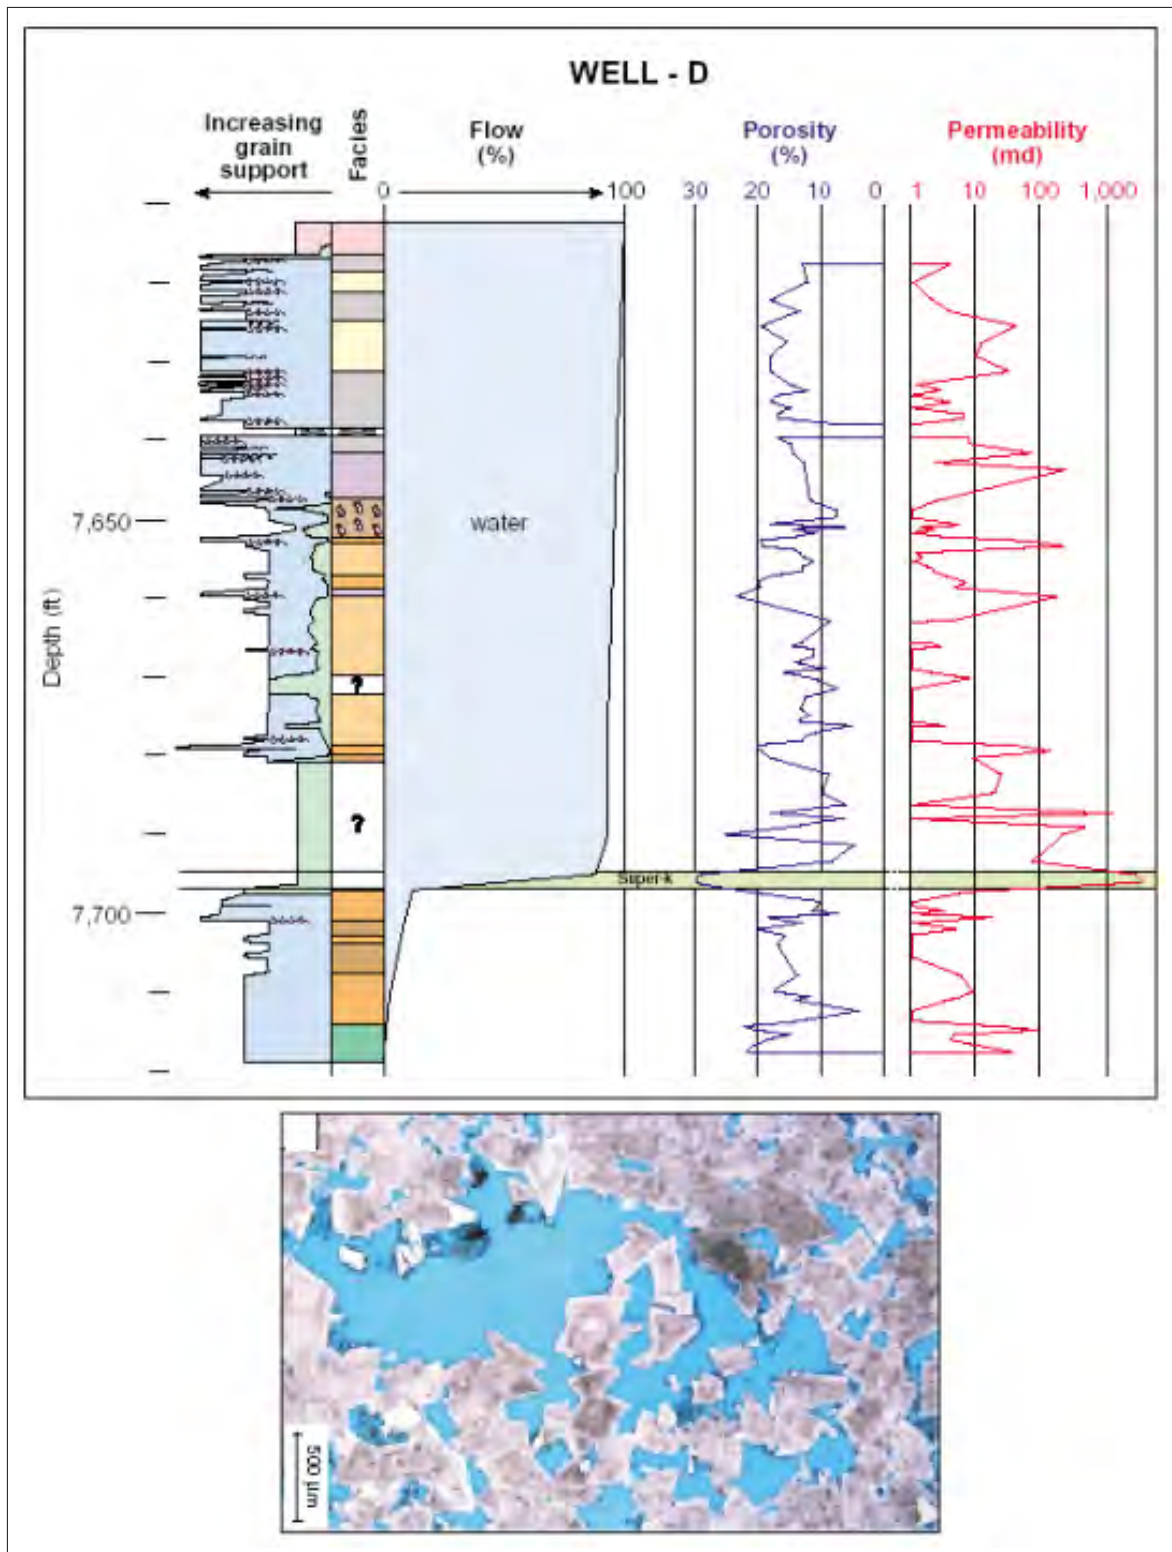 WELL - D
Increasing
grain
support
Facies
Flow
(%)
Porosity
(%)
Permeability
(md)
0
100
30
20
10
0
1
10
100
1,000
7,650
water
Depth (ft)
?
?
Super-k
7,700
500 µm